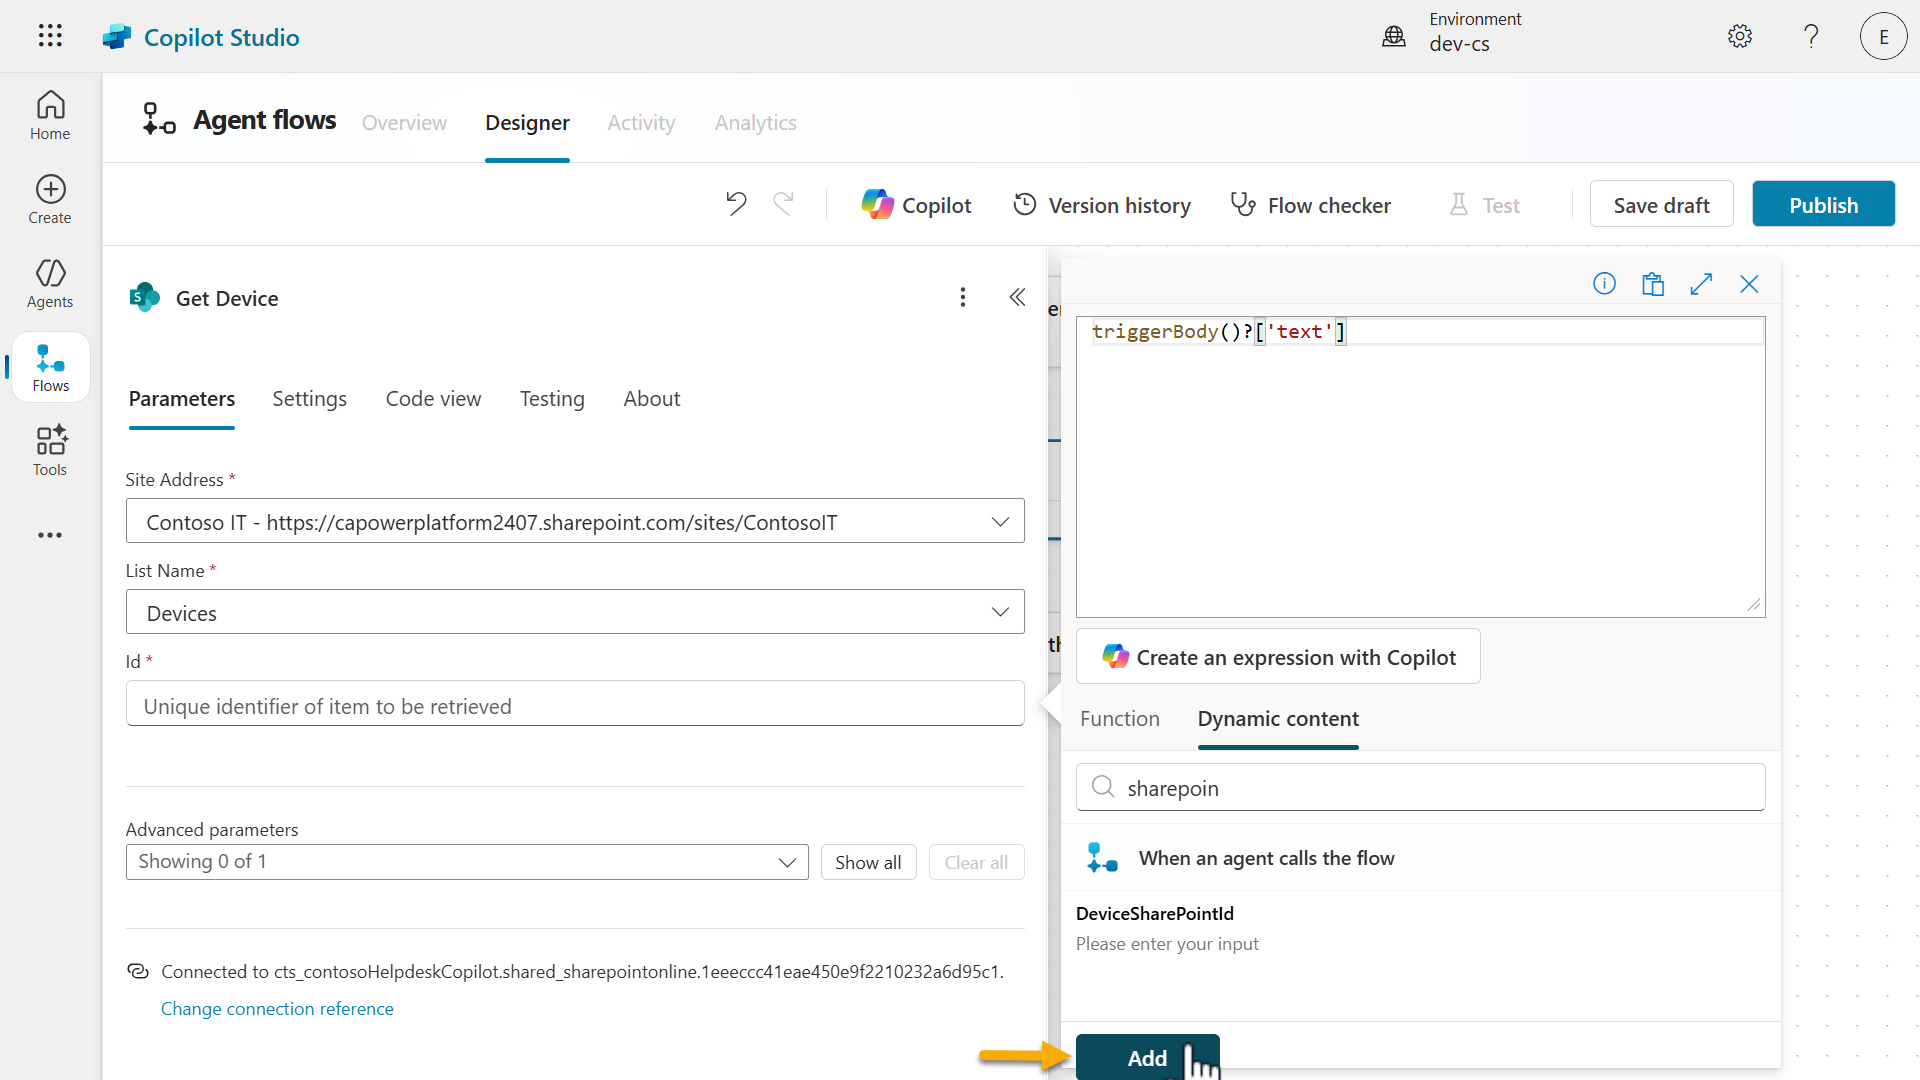 Copilot Studio
Environment
dev-cs
E
Home
Create
Agents
Flows
Tools
Agent flows
Overview
Designer
Activity
Analytics
Copilot
Version history
Flow checker
Test
Save draft
Publish
S
Get Device
Parameters
Settings
Code view
Testing
About
Site Address *
Contoso IT - https://capowerplatform2407.sharepoint.com/sites/ContosoIT
List Name *
Devices
Id *
Unique identifier of item to be retrieved
Advanced parameters
Showing 0 of 1
Show all
Clear all
Connected to cts_contosoHelpdeskCopilot.shared_sharepointonline.1eeeccc41eae450e9f2210232a6d95c1.
Change connection reference
triggerBody()?['text']
Create an expression with Copilot
Function
Dynamic content
sharepoin
When an agent calls the flow
DeviceSharePointId
Please enter your input
Add